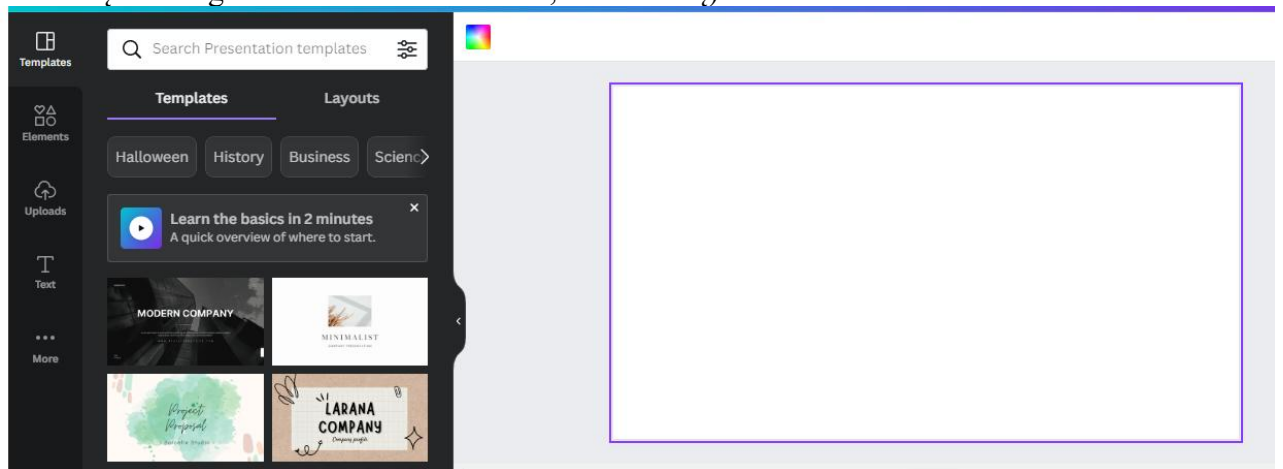 Templates
Search Presentation templates
Templates
Layouts
Elements
Halloween
History
Business
Scienc
Uploads
Learn the basics in 2 minutes
A quick overview of where to start.
Text
MODERN COMPANY
MINIMALIST
More
Project
Proposal
LARANA
COMPANY